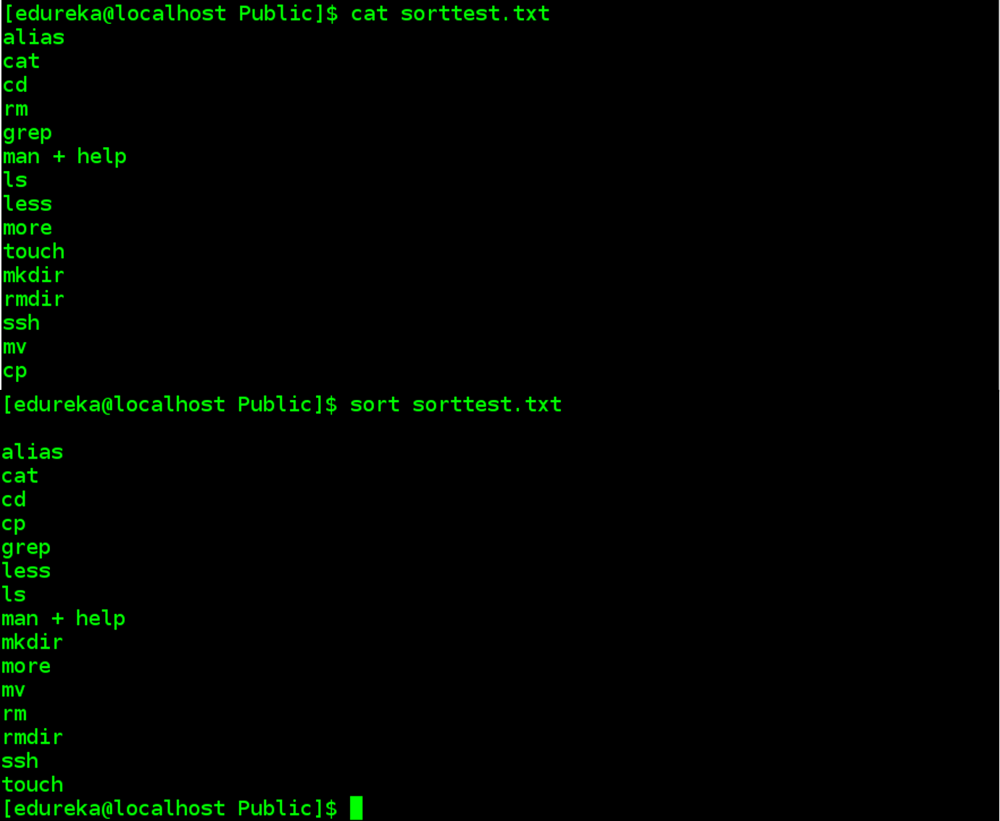 [edureka@localhost Public]$ cat sorttest.txt
alias
cat
cd
rm
grep
man + help
ls
less
more
touch
mkdir
rmdir
ssh
mv
cp
[edureka@localhost Public]$ sort sorttest.txt

alias
cat
cd
cp
grep
less
ls
man + help
mkdir
more
mv
rm
rmdir
ssh
touch
[edureka@localhost Public]$